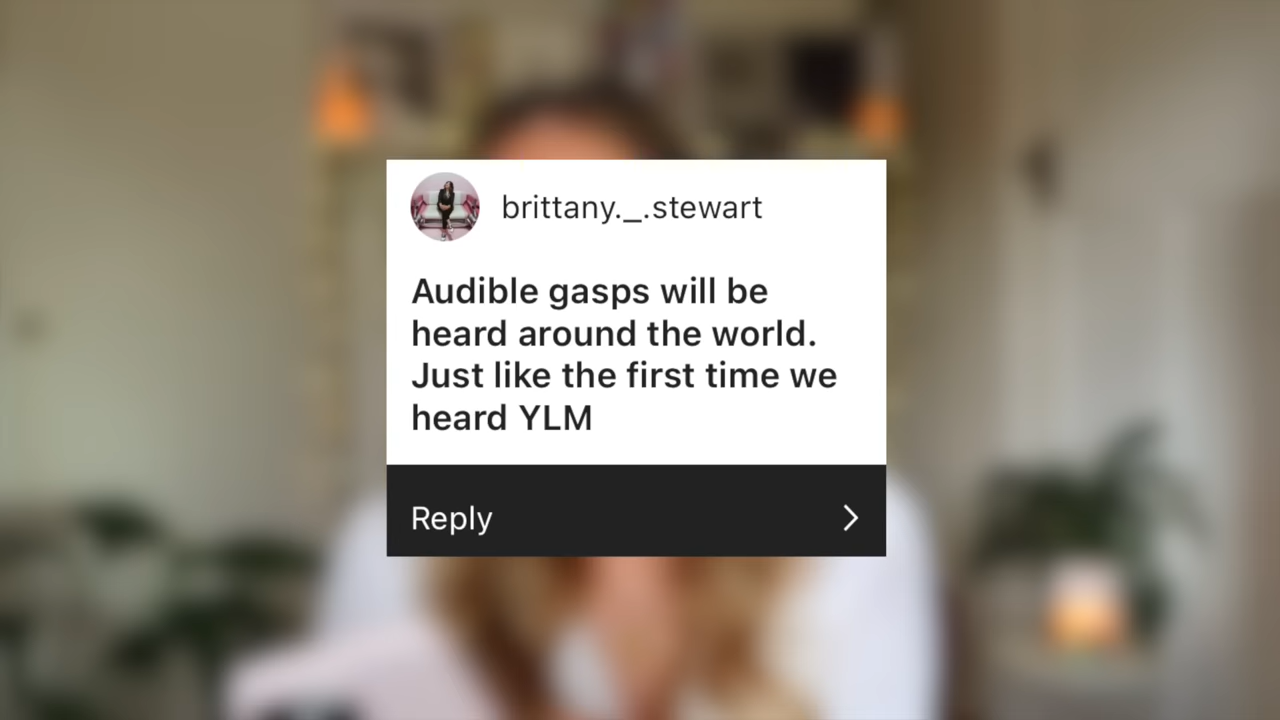 brittany._.stewart
Audible gasps will be
heard around the world.
Just like the first time we
heard YLM
Reply